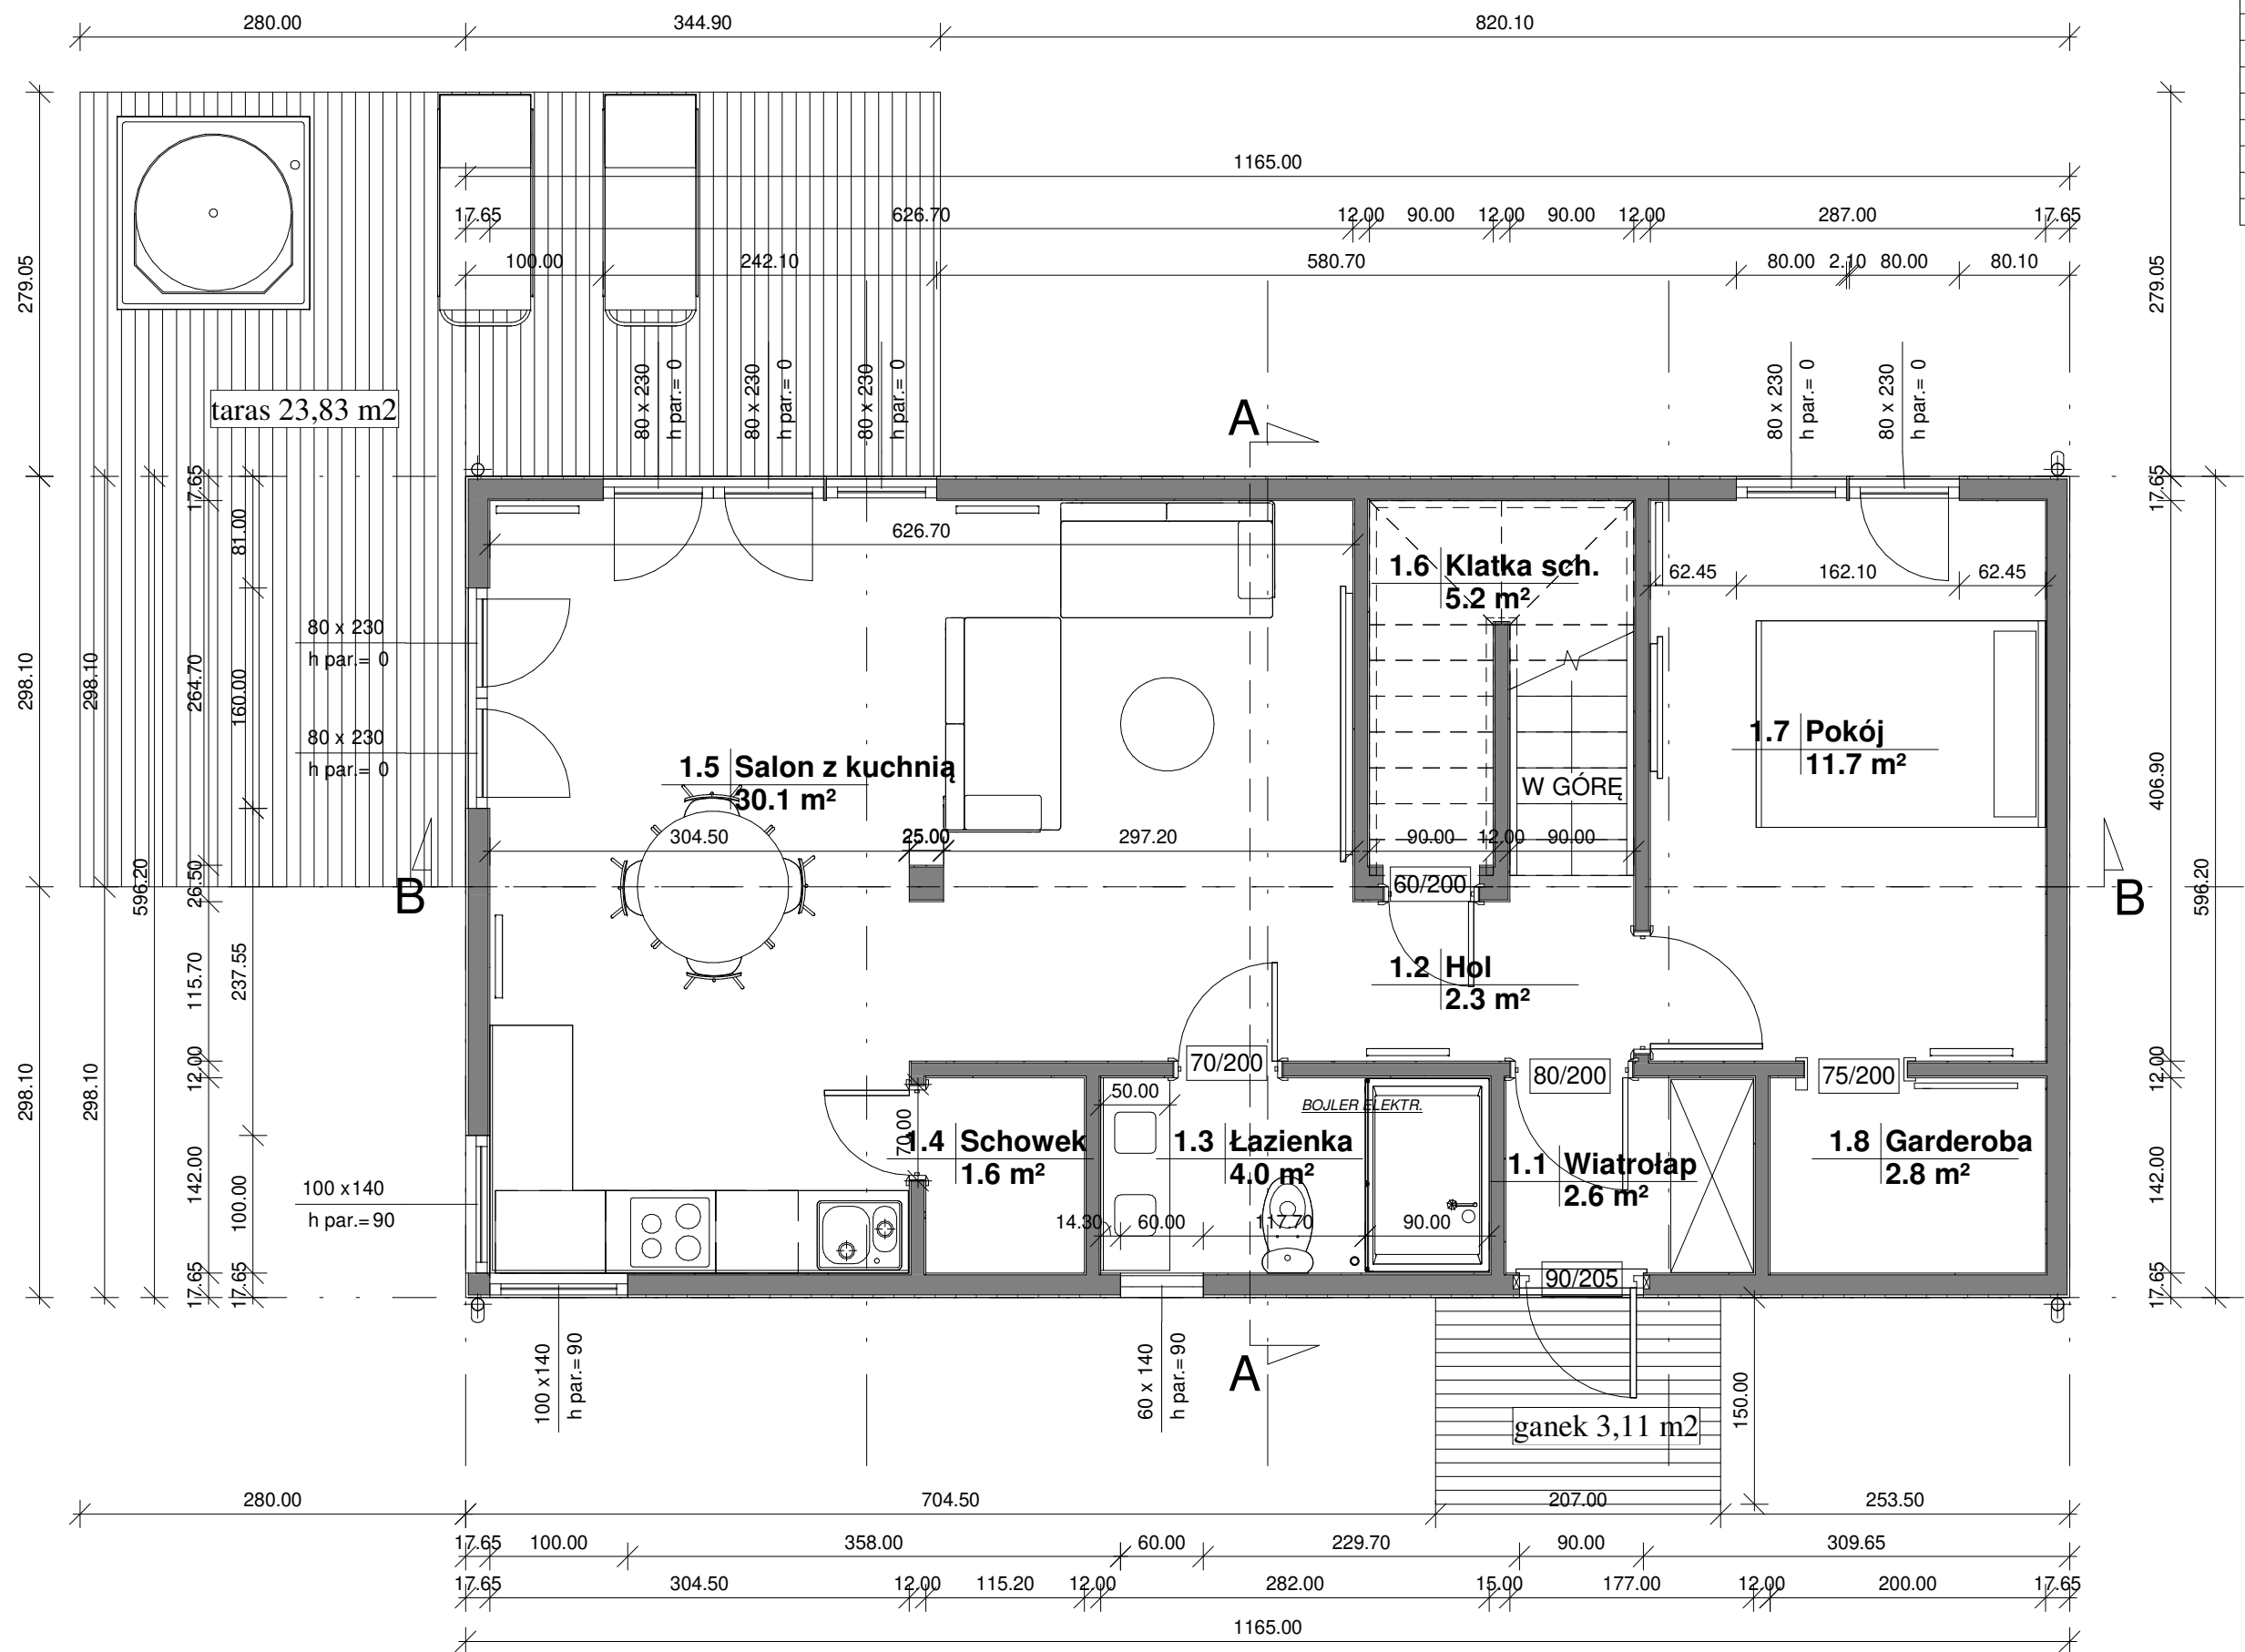 280.00 344.90 820.10
1165.00
17.65 626.70 12.00 90.00 12.00 90.00 12.00 287.00 17.65
100.00 242.10 580.70 80.00 2.10 80.00 80.10
279.05
279.05
80 x 230
h par.= 0
80 x 230
h par.= 0
80 x 230
h par.= 0
80 x 230
h par.= 0
80 x 230
h par.= 0
taras 23,83 m2
A
17.65
81.00
17.65
626.70
1.6 Klatka sch.
5.2 m²
62.45 162.10 62.45
80 x 230
h par.= 0
298.10
298.10
264.70
160.00
80 x 230
h par.= 0
1.5 Salon z kuchnią
30.1 m²
1.7 Pokój
11.7 m²
W GÓRĘ
406.90
304.50 25.00 297.20 90.00 12.00 90.00
596.20
26.50
B
60/200
B
596.20
115.70
237.55
1.2 Hol
2.3 m²
298.10
298.10
12.00
70/200
80/200
75/200
12.00
50.00
BOJLER ELEKTR.
70.00
1.4 Schowek
1.6 m²
1.3 Łazienka
4.0 m²
1.1 Wiatrołap
2.6 m²
1.8 Garderoba
2.8 m²
142.00
100.00
142.00
100 x140
h par.=90
14.30 60.00 117.70 90.00
17.65
17.65
90/205
17.65
100 x140
h par.=90
60 x 140
h par.=90
A
ganek 3,11 m2
150.00
280.00 704.50 207.00 253.50
17.65 100.00 358.00 60.00 229.70 90.00 309.65
17.65 304.50 12.00 115.20 12.00 282.00 15.00 177.00 12.00 200.00 17.65
1165.00